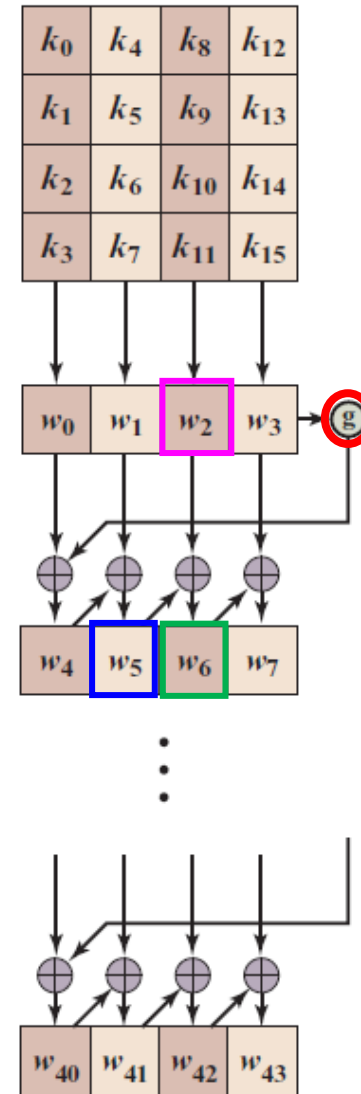 k₀ k₄ k₈ k₁₂
k₁ k₅ k₉ k₁₃
k₂ k₆ k₁₀ k₁₄
k₃ k₇ k₁₁ k₁₅
w₀ w₁ w₂ w₃ g
w₄ w₅ w₆ w₇
w₄₀ w₄₁ w₄₂ w₄₃